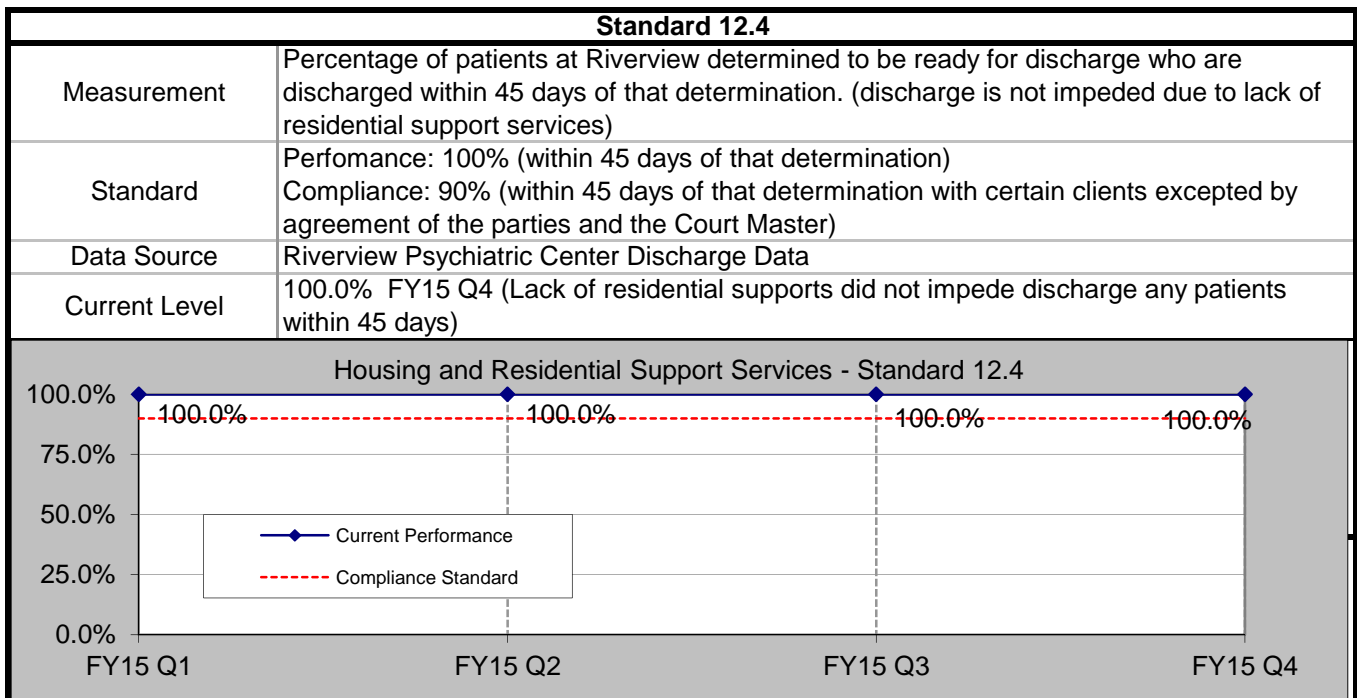 Standard 12.4
Measurement
Percentage of patients at Riverview determined to be ready for discharge who are
discharged within 45 days of that determination. (discharge is not impeded due to lack of
residential support services)
Standard
Perfomance: 100% (within 45 days of that determination)
Compliance: 90% (within 45 days of that determination with certain clients excepted by
agreement of the parties and the Court Master)
Data Source
Riverview Psychiatric Center Discharge Data
Current Level
100.0%  FY15 Q4 (Lack of residential supports did not impede discharge any patients
within 45 days)
Housing and Residential Support Services - Standard 12.4
100.0%
100.0%
100.0%
100.0%
100.0%
75.0%
50.0%
Current Performance
Compliance Standard
25.0%
0.0%
FY15 Q1
FY15 Q2
FY15 Q3
FY15 Q4